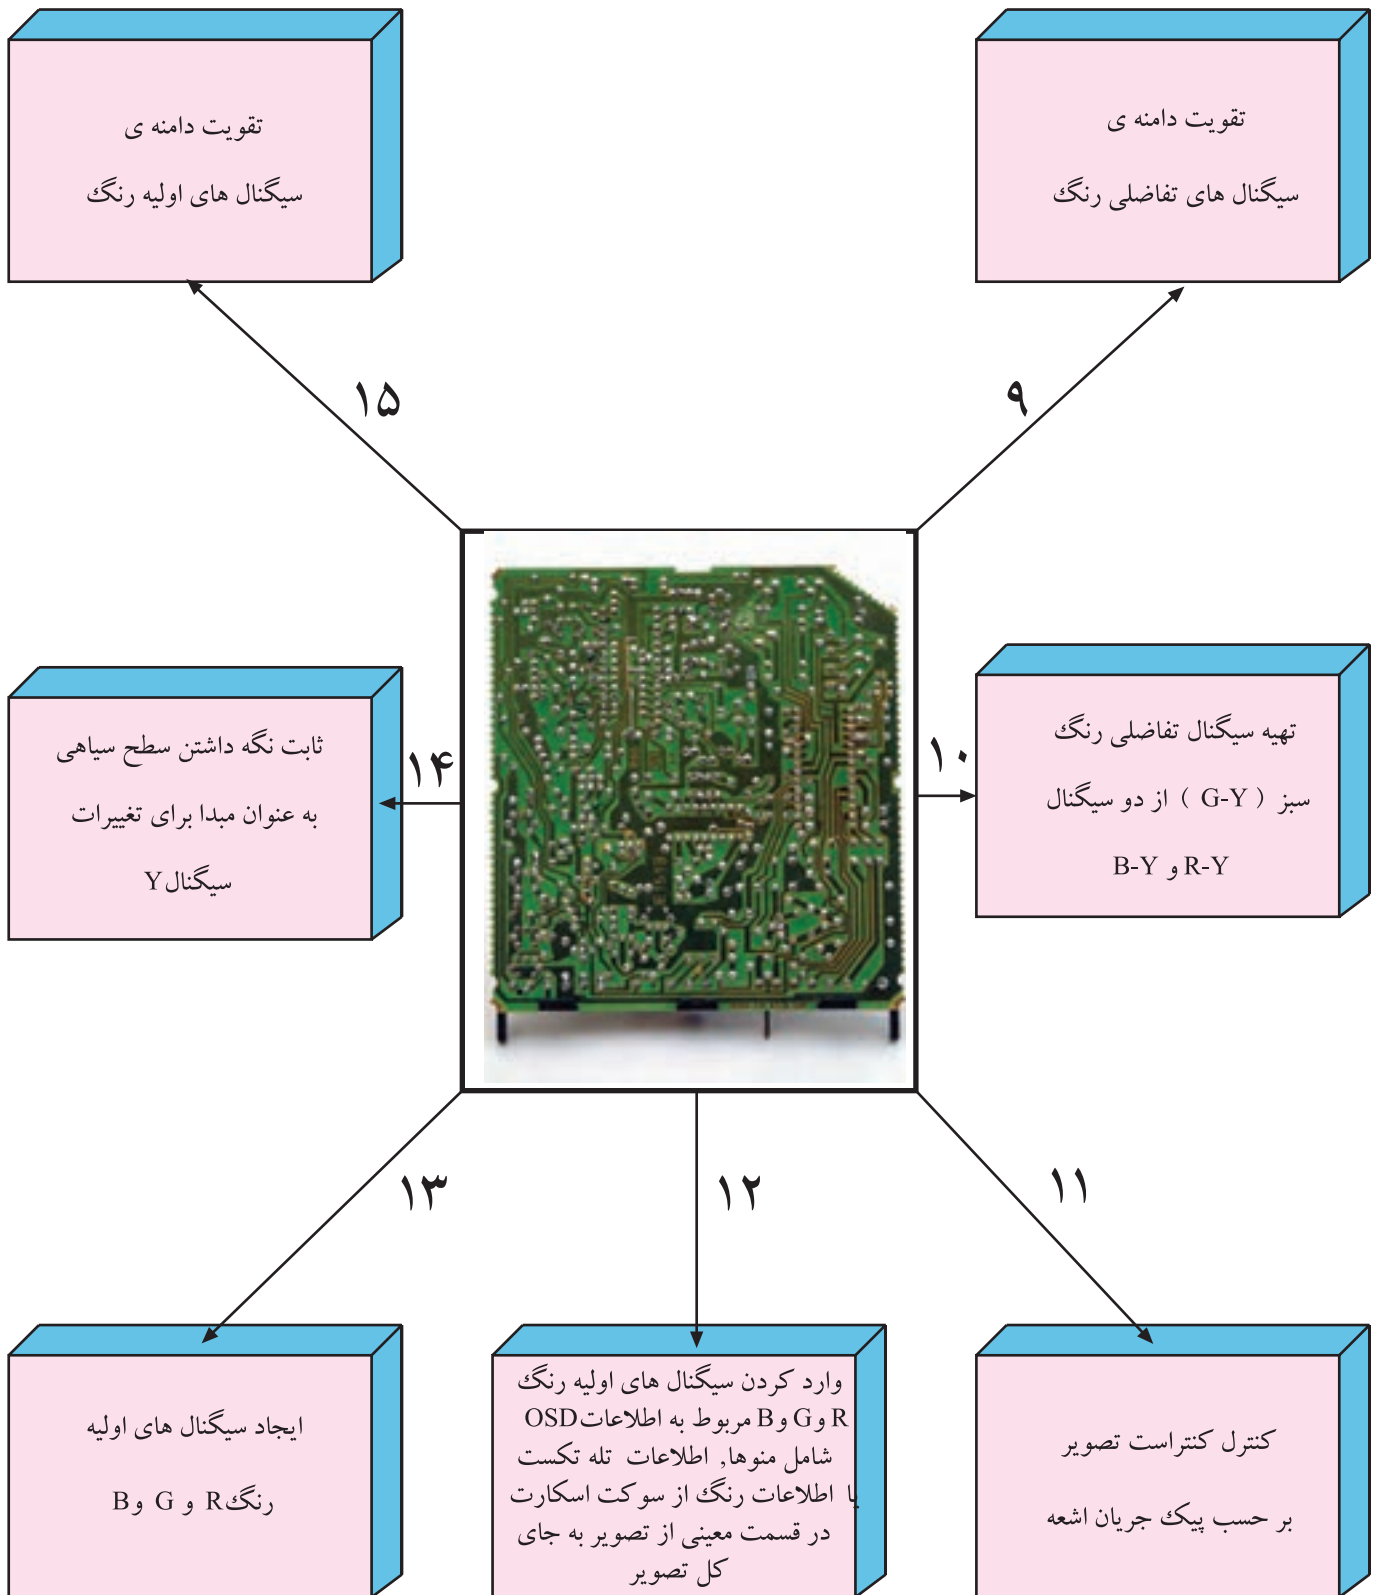 تقویت دامنه ی
سیگنال های تفاضلی رنگ
۹
تقویت دامنه ی
سیگنال های اولیه رنگ
۱۵
تهیه سیگنال تفاضلی رنگ
سبز ( G-Y ) از دو سیگنال
R-Y و B-Y
۱۰
ثابت نگه داشتن سطح سیاهی
به عنوان مبدا برای تغییرات
سیگنال Y
۱۴
۱۱
۱۲
۱۳
کنترل کنتراست تصویر
بر حسب پیک جریان اشعه
وارد کردن سیگنال های اولیه رنگ
R و G و B مربوط به اطلاعات OSD
شامل منوها, اطلاعات تله تکست
یا اطلاعات رنگ از سوکت اسکارت
در قسمت معینی از تصویر به جای
کل تصویر
ایجاد سیگنال های اولیه
رنگ R و G و B